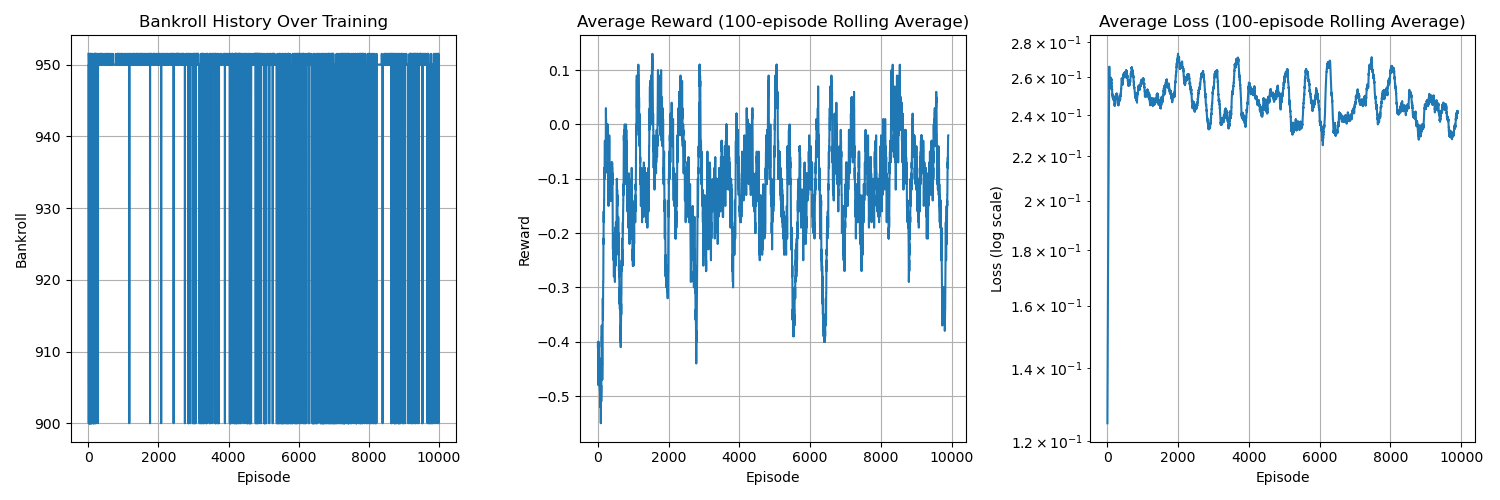 Bankroll History Over Training
Bankroll
950
940
930
920
910
900
0 2000 4000 6000 8000 10000
Episode
Average Reward (100-episode Rolling Average)
Reward
0.1
0.0
−0.1
−0.2
−0.3
−0.4
−0.5
0 2000 4000 6000 8000 10000
Episode
Average Loss (100-episode Rolling Average)
Loss (log scale)
2.8 × 10⁻¹
2.6 × 10⁻¹
2.4 × 10⁻¹
2.2 × 10⁻¹
2 × 10⁻¹
1.8 × 10⁻¹
1.6 × 10⁻¹
1.4 × 10⁻¹
1.2 × 10⁻¹
0 2000 4000 6000 8000 10000
Episode